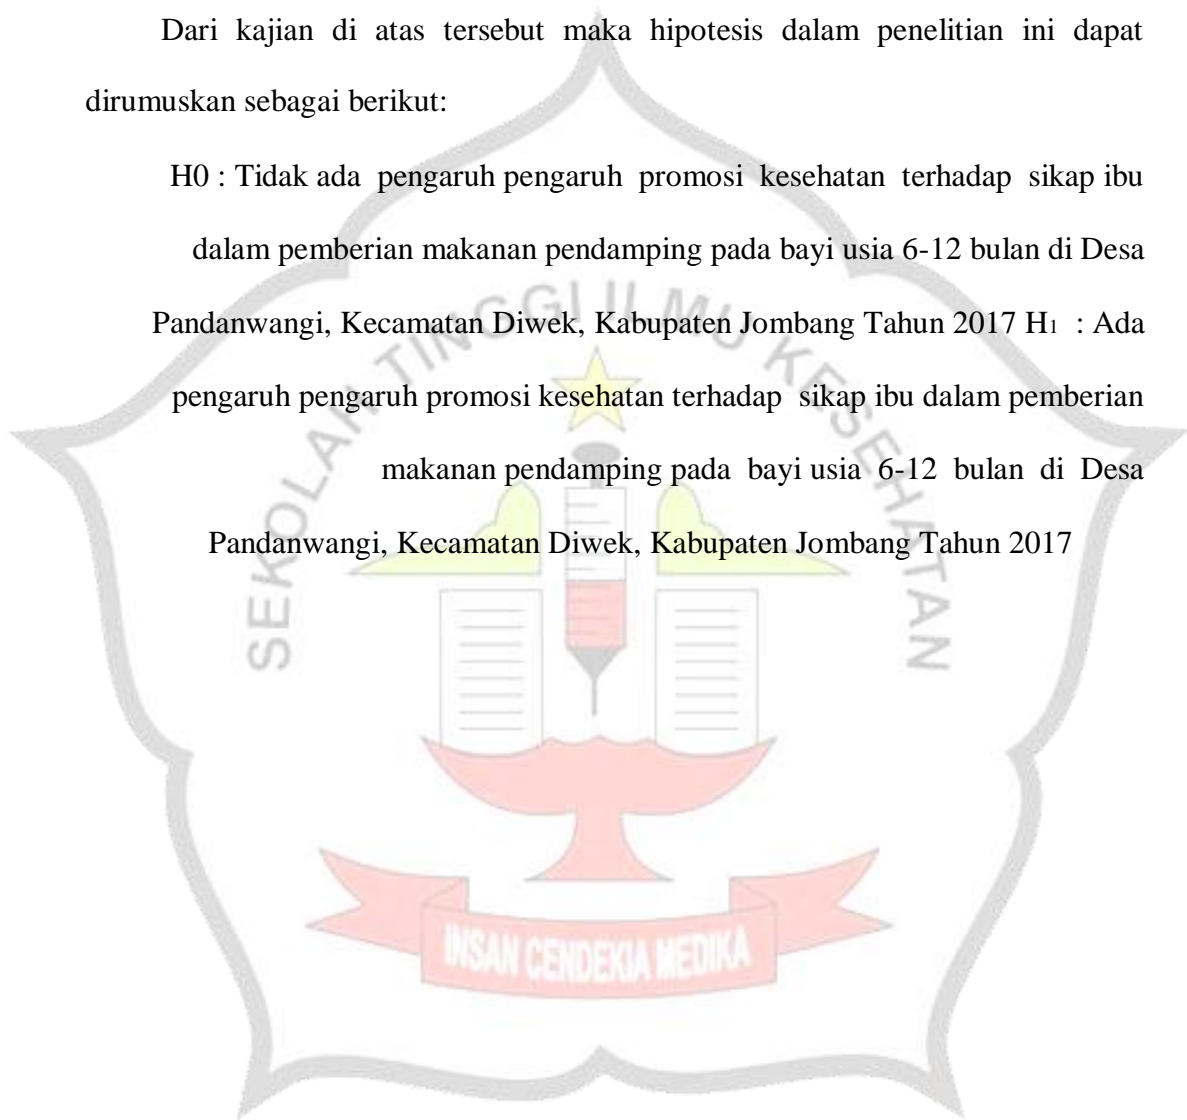 Dari kajian di atas tersebut maka hipotesis dalam penelitian ini dapat
dirumuskan sebagai berikut:
H0 : Tidak ada pengaruh pengaruh promosi kesehatan terhadap sikap ibu
dalam pemberian makanan pendamping pada bayi usia 6-12 bulan di Desa
Pandanwangi, Kecamatan Diwek, Kabupaten Jombang Tahun 2017 H₁ : Ada
pengaruh pengaruh promosi kesehatan terhadap sikap ibu dalam pemberian
makanan pendamping pada bayi usia 6-12 bulan di Desa
Pandanwangi, Kecamatan Diwek, Kabupaten Jombang Tahun 2017
SEKOLAH TINGGI ILMU KESEHATAN
INSAN CENDEKIA MEDIKA